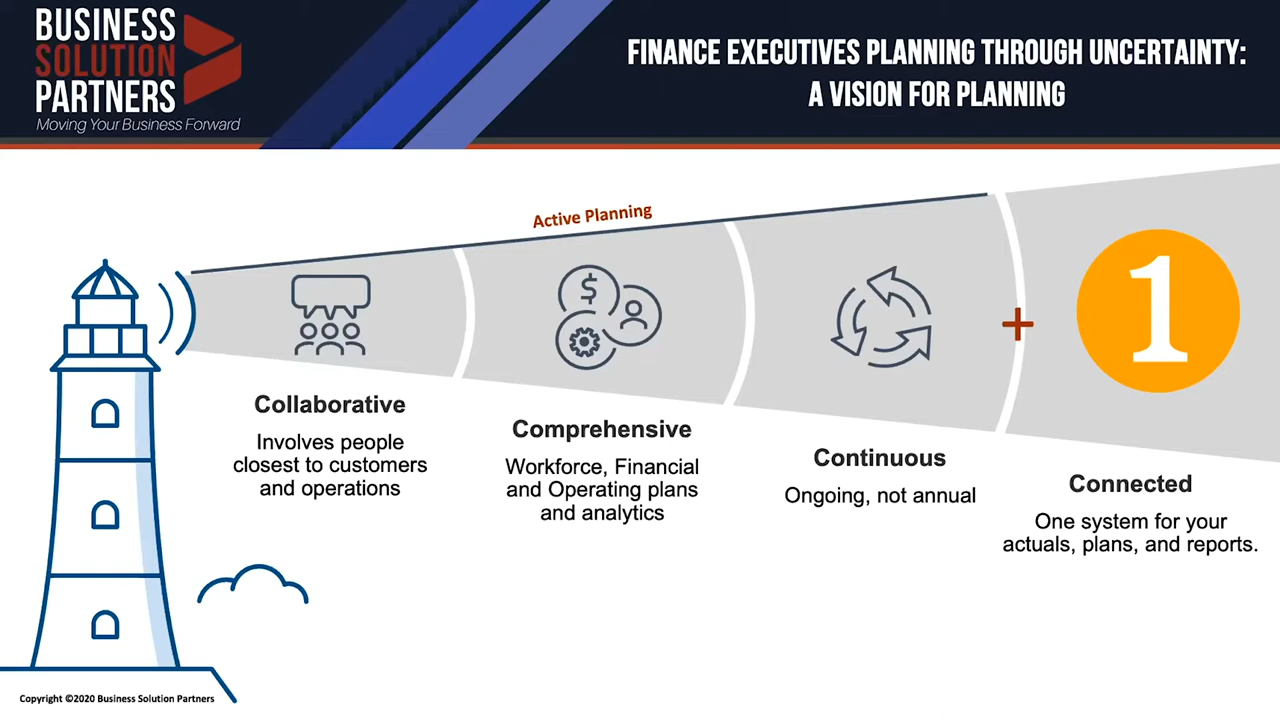 BUSINESS
SOLUTION
PARTNERS
Moving Your Business Forward
FINANCE EXECUTIVES PLANNING THROUGH UNCERTAINTY:
A VISION FOR PLANNING
Active Planning
$
+
1
Collaborative
Involves people
closest to customers
and operations
Comprehensive
Workforce, Financial
and Operating plans
and analytics
Continuous
Ongoing, not annual
Connected
One system for your
actuals, plans, and reports.
Copyright ©2020 Business Solution Partners